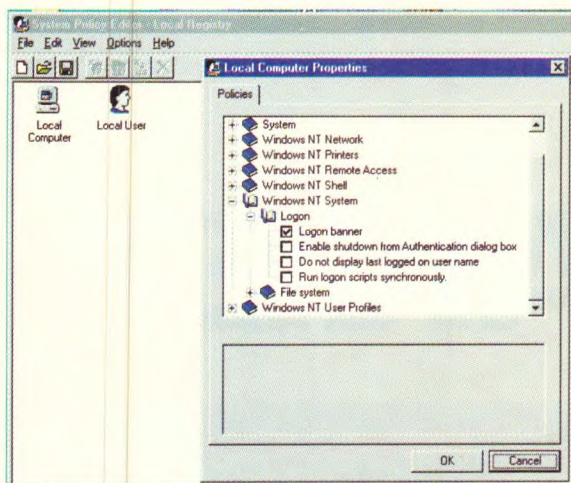 System Policy Editor - Local Registry
File Edit View Options Help
Local Computer Properties
Policies
Local
Computer
Local User
System
Windows NT Network
Windows NT Printers
Windows NT Remote Access
Windows NT Shell
Windows NT System
Logon
Logon banner
Enable shutdown from Authentication dialog box
Do not display last logged on user name
Run logon scripts synchronously.
File system
Windows NT User Profiles
OK
Cancel